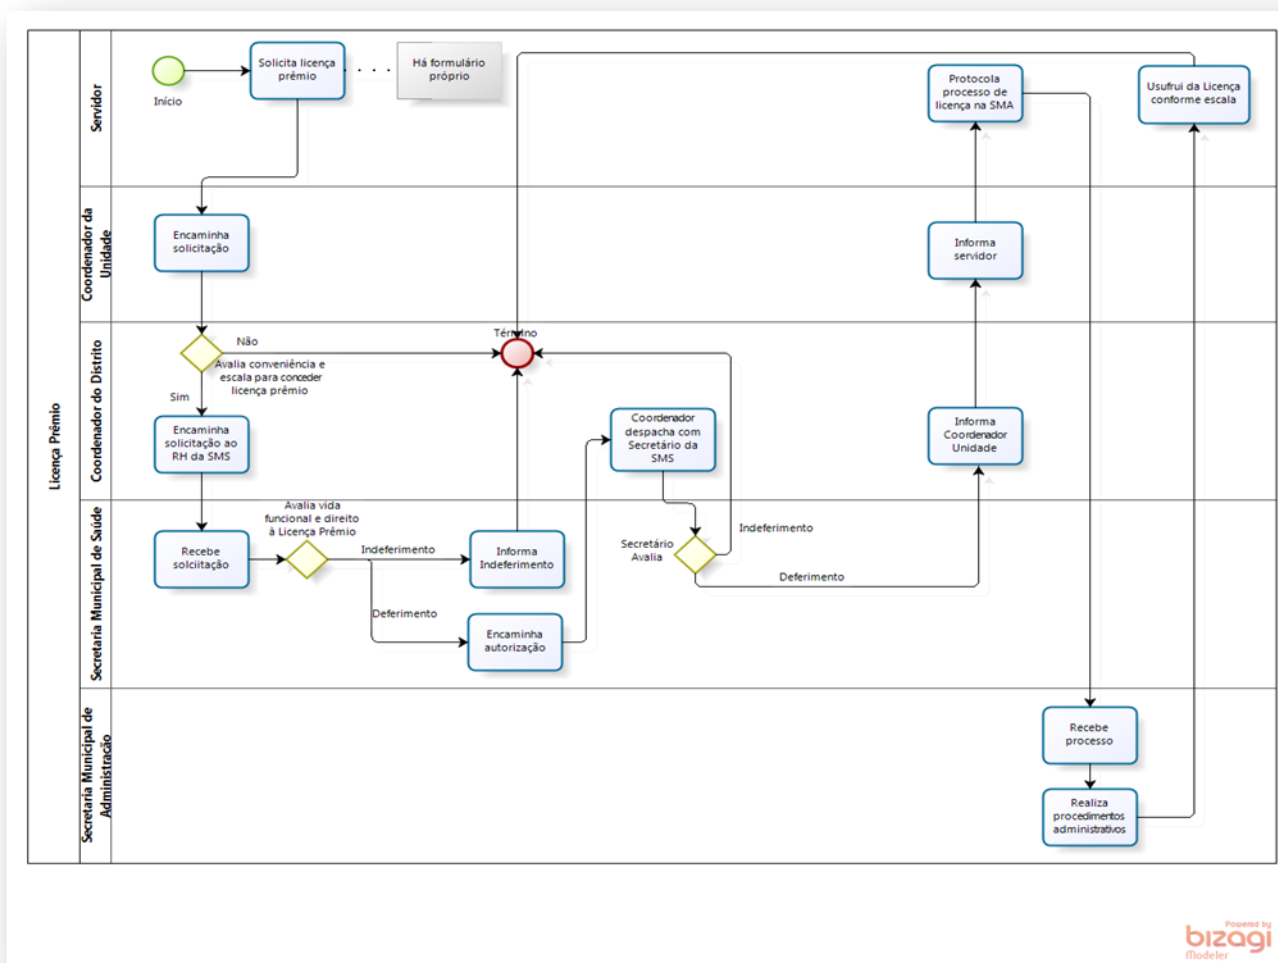 Licença Prêmio
Servidor
Início
Solicita licença
prêmio
Há formulário
próprio
Protocola
processo de
licença na SMA
Usufrui da Licença
conforme escala
Coordenador da
Unidade
Encaminha
solicitação
Informa
servidor
Coordenador do Distrito
Não
Avalia conveniência e
escala para conceder
licença prêmio
Sim
Término
Encaminha
solicitação ao
RH da SMS
Coordenador
despacha com
Secretário da
SMS
Informa
Coordenador
Unidade
Secretaria Municipal de Saúde
Recebe
solciitação
Avalia vida
funcional e direito
à Licença Prêmio
Indeferimento
Deferimento
Informa
Indeferimento
Encaminha
autorização
Secretário
Avalia
Indeferimento
Deferimento
Secretaria Municipal de
Administração
Recebe
processo
Realiza
procedimentos
administrativos
Powered by
bizagi
Modeler